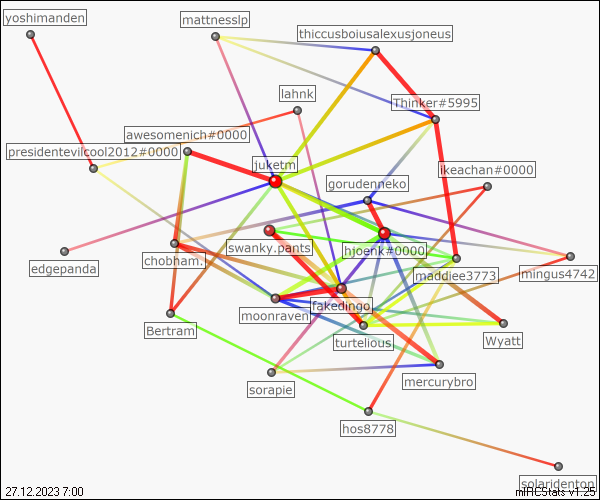 yoshimanden
mattnesslp
thiccusboiusalexusjoneus
lahnk
Thinker#5995
awesomenich#0000
presidentevilcool2012#0000
juketm
gorudenneko
ikeachan#0000
swanky.pants
hjoenk#0000
edgepanda
chobham.
maddiee3773
mingus4742
moonraven
fakedingo
Bertram
turtelious
Wyatt
sorapie
mercurybro
hos8778
solaridenton
27.12.2023 7:00
mIRCStats v1.25